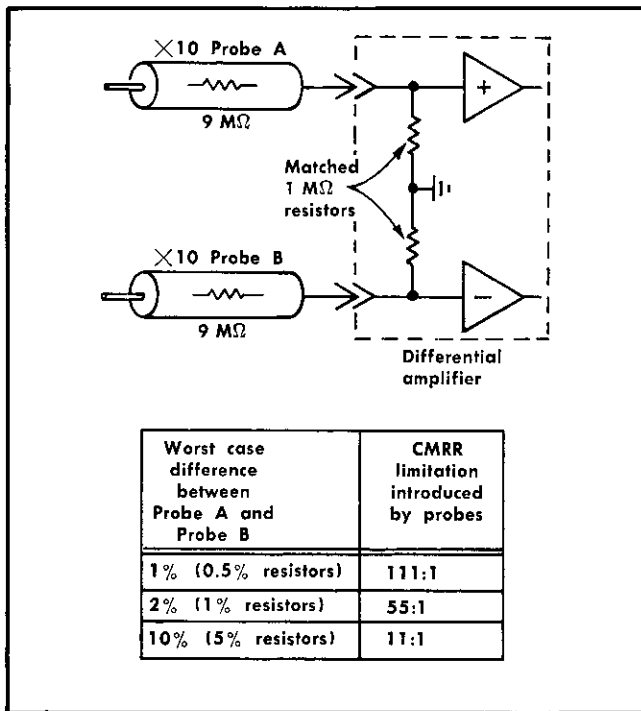 ×10 Probe A
9 MΩ
+
Matched
1 MΩ
resistors
×10 Probe B
9 MΩ
−
Differential
amplifier
Worst case
difference
between
Probe A and
Probe B
CMRR
limitation
introduced
by probes
1% (0.5% resistors) 111:1
2% (1% resistors) 55:1
10% (5% resistors) 11:1